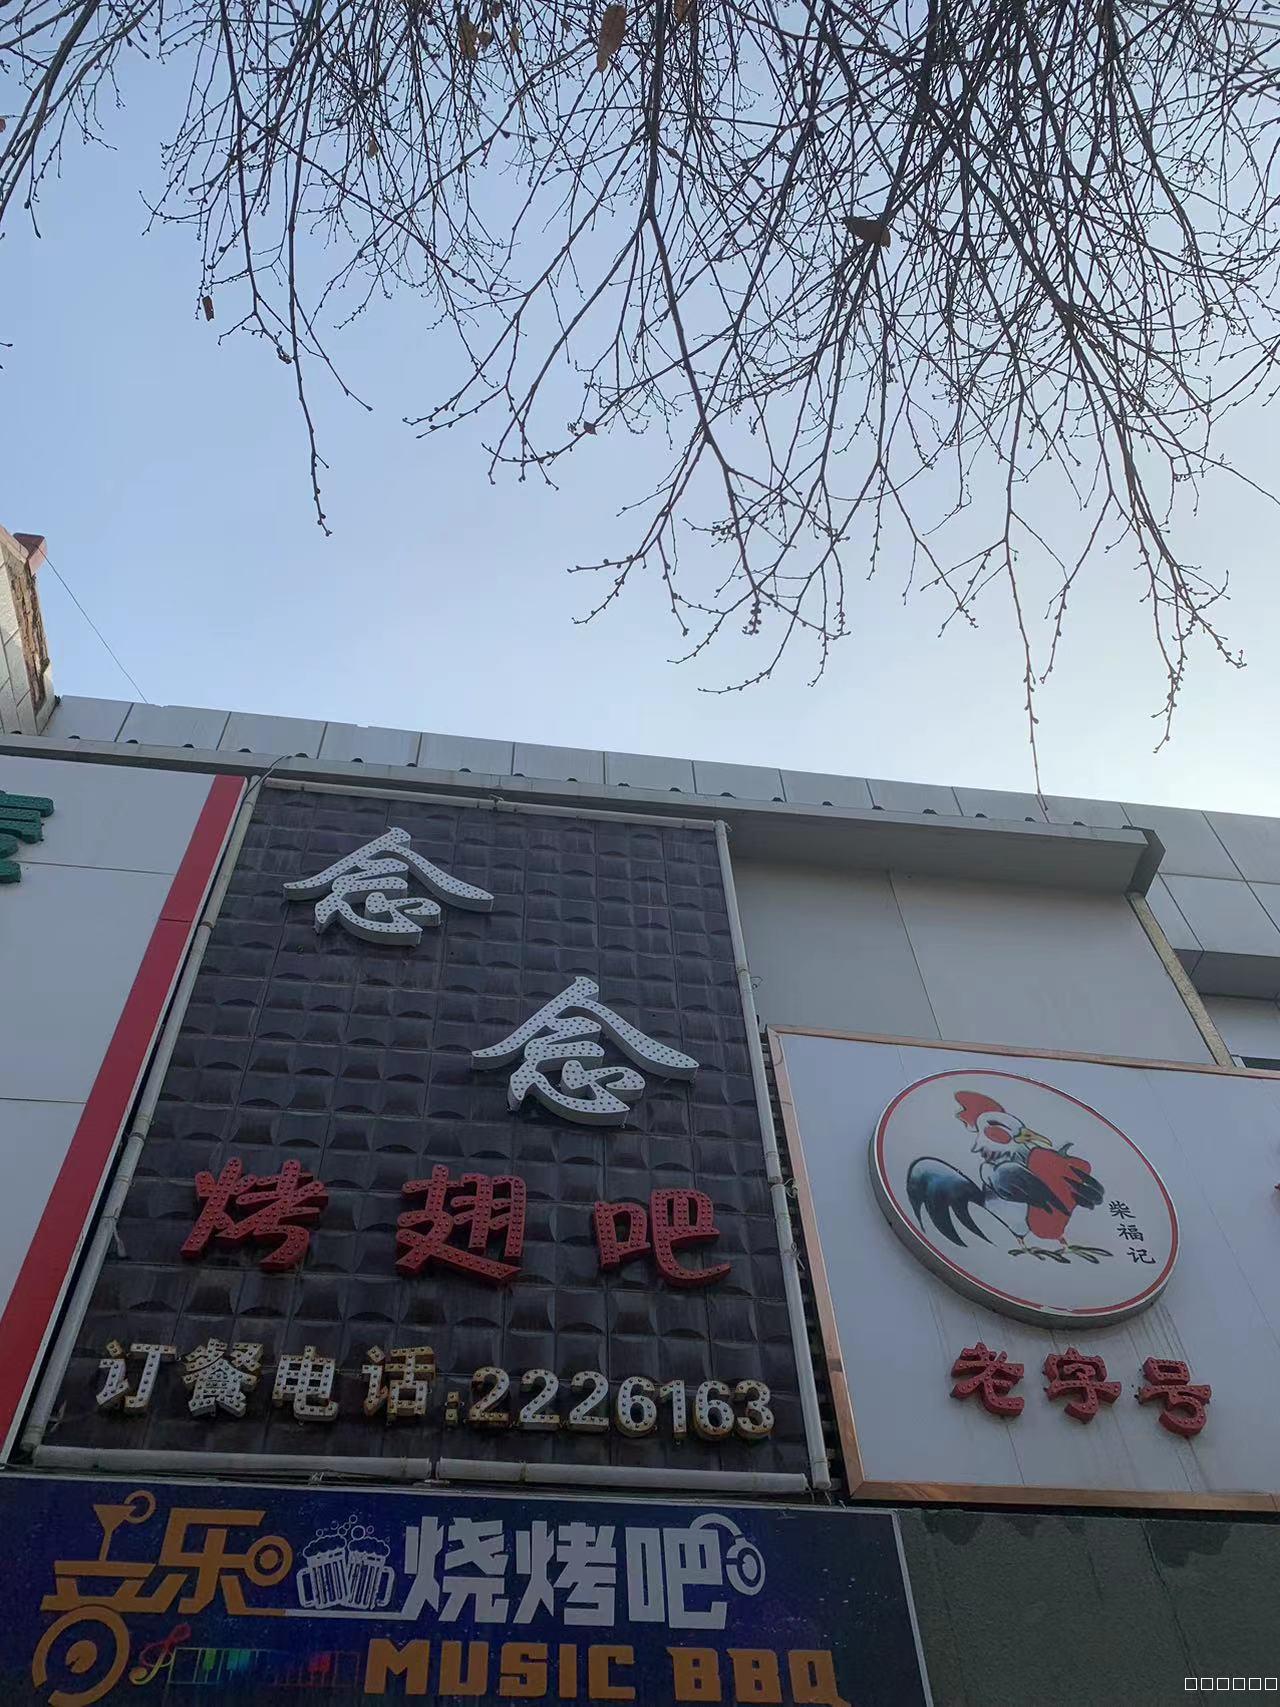 念
念
烤翅吧
订餐电话:2226163
柴福记
老字号
音乐烧烤吧
MUSIC BBQ